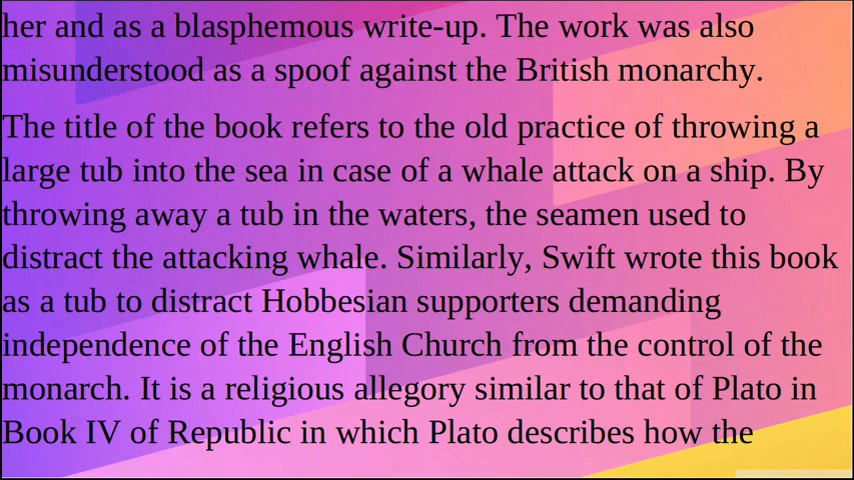 her and as a blasphemous write-up. The work was also
misunderstood as a spoof against the British monarchy.
The title of the book refers to the old practice of throwing a
large tub into the sea in case of a whale attack on a ship. By
throwing away a tub in the waters, the seamen used to
distract the attacking whale. Similarly, Swift wrote this book
as a tub to distract Hobbesian supporters demanding
independence of the English Church from the control of the
monarch. It is a religious allegory similar to that of Plato in
Book IV of Republic in which Plato describes how the